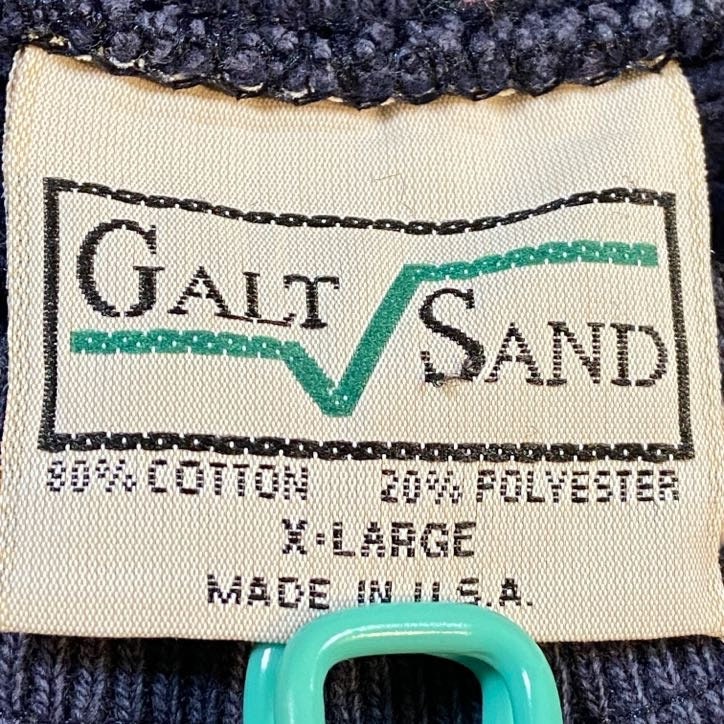 GALT SAND
80% COTTON 20% POLYESTER
X-LARGE
MADE IN U.S.A.